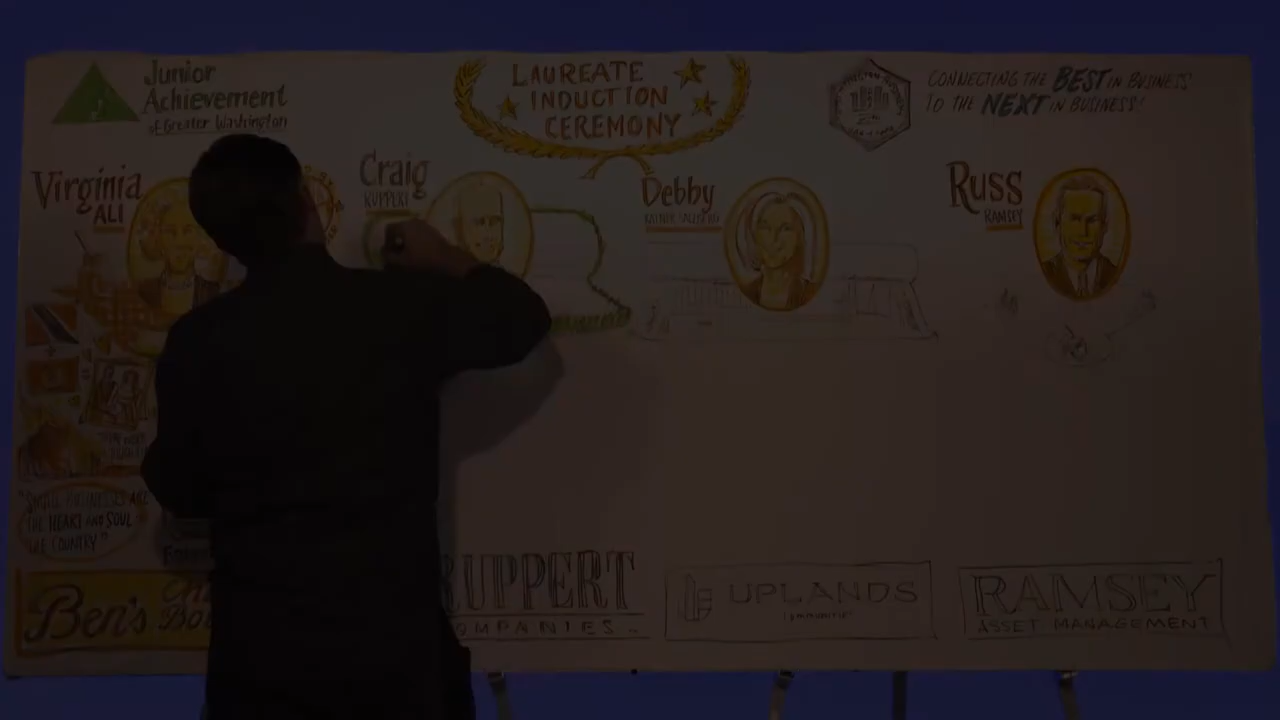 Junior
Achievement
of Greater Washington
LAUREATE
INDUCTION
CEREMONY
CONNECTING THE BEST IN BUSINESS
TO THE NEXT IN BUSINESS!
Virginia
ALI
Craig
RUPPERT
Debby
Russ
RAMSEY
"SMALL BUSINESSES ARE
THE HEART AND SOUL
THE COUNTRY"
Ben's
RUPPERT
COMPANIES
UPLANDS
RAMSEY
ASSET MANAGEMENT